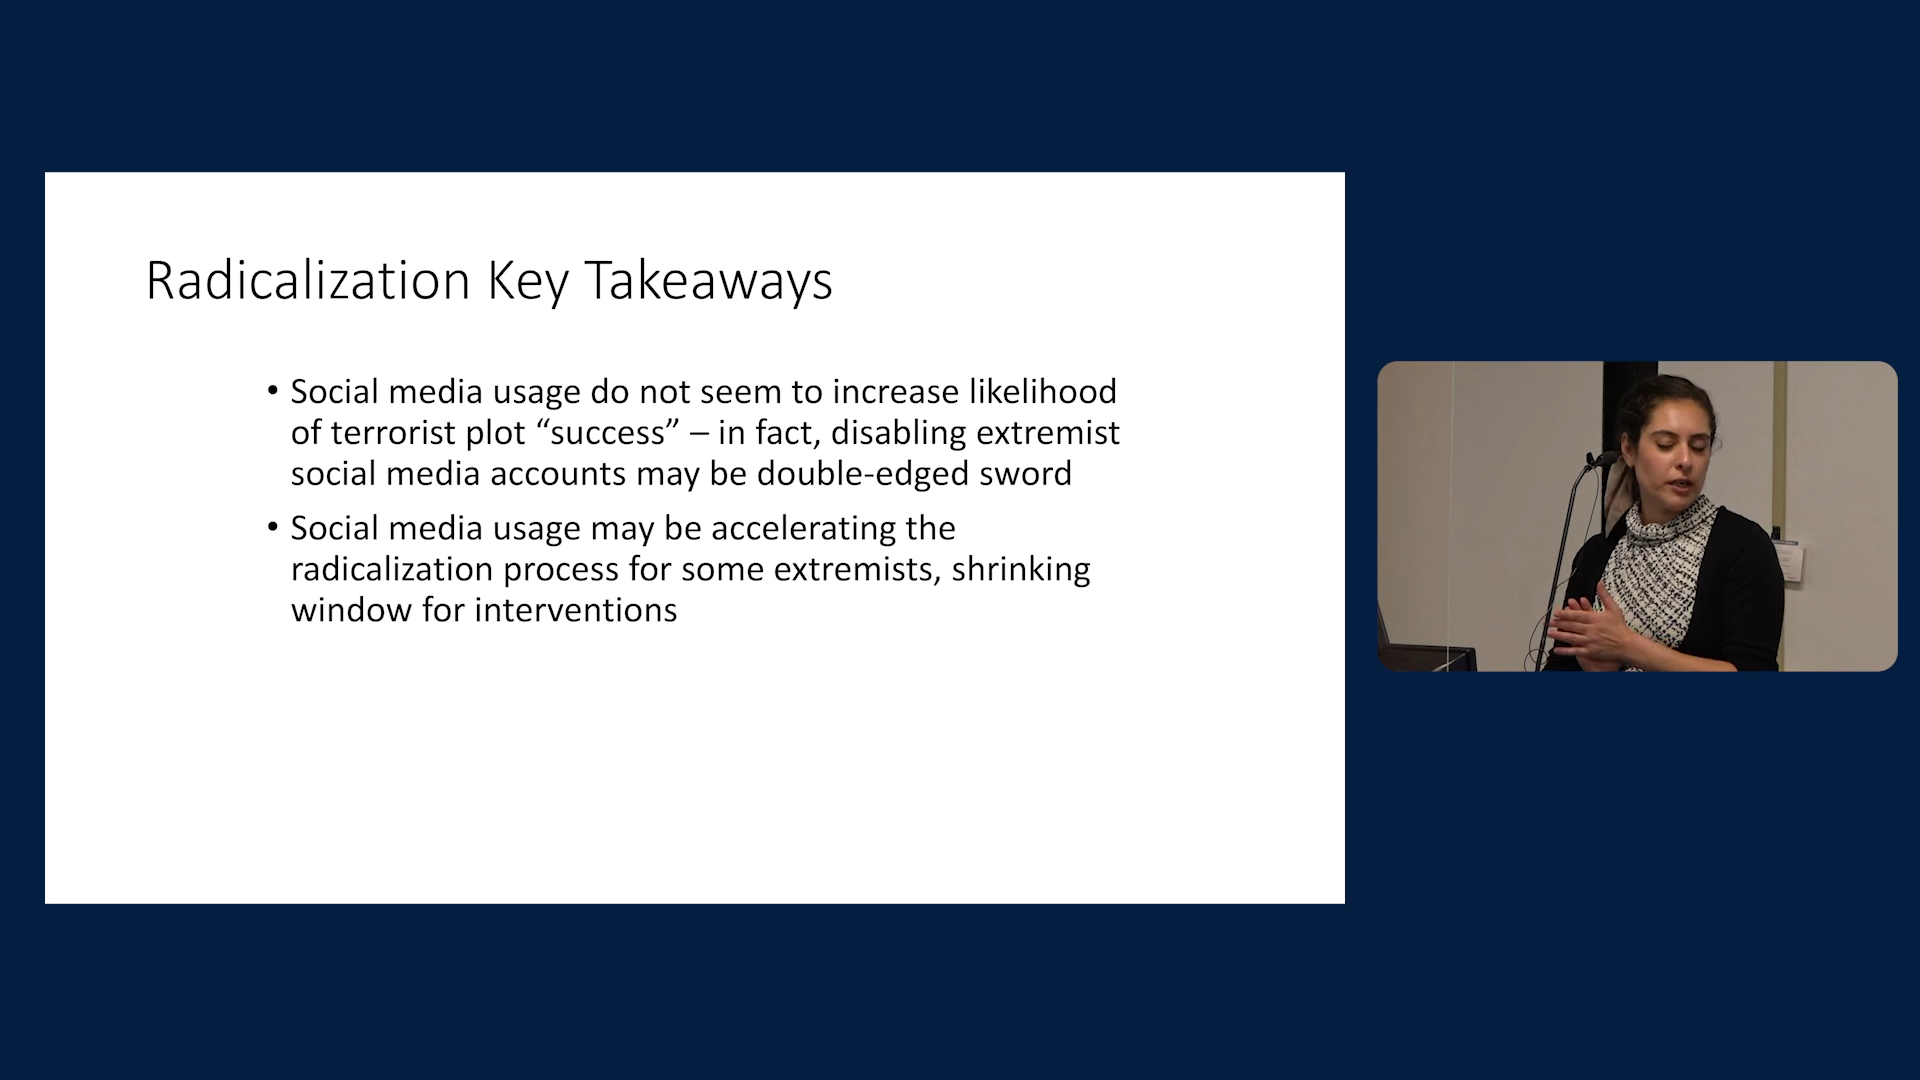 Radicalization Key Takeaways
• Social media usage do not seem to increase likelihood
of terrorist plot “success” – in fact, disabling extremist
social media accounts may be double-edged sword
• Social media usage may be accelerating the
radicalization process for some extremists, shrinking
window for interventions